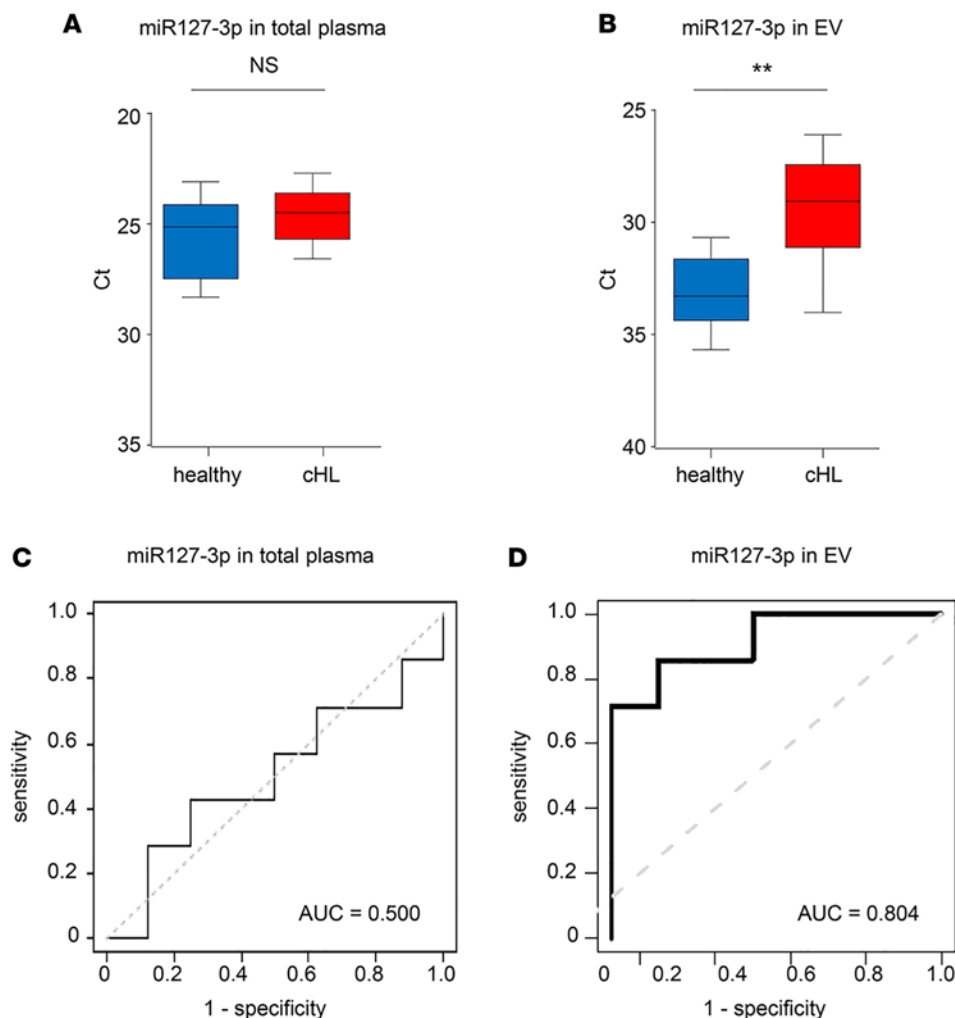 A miR127-3p in total plasma
NS
20
25
30
35
Ct
healthy cHL
B miR127-3p in EV
**
25
30
35
40
Ct
healthy cHL
C miR127-3p in total plasma
1.0
0.8
0.6
0.4
0.2
0
sensitivity
AUC = 0.500
0 0.2 0.4 0.6 0.8 1.0
1 - specificity
D miR127-3p in EV
1.0
0.8
0.6
0.4
0.2
0
sensitivity
AUC = 0.804
0 0.2 0.4 0.6 0.8 1.0
1 - specificity